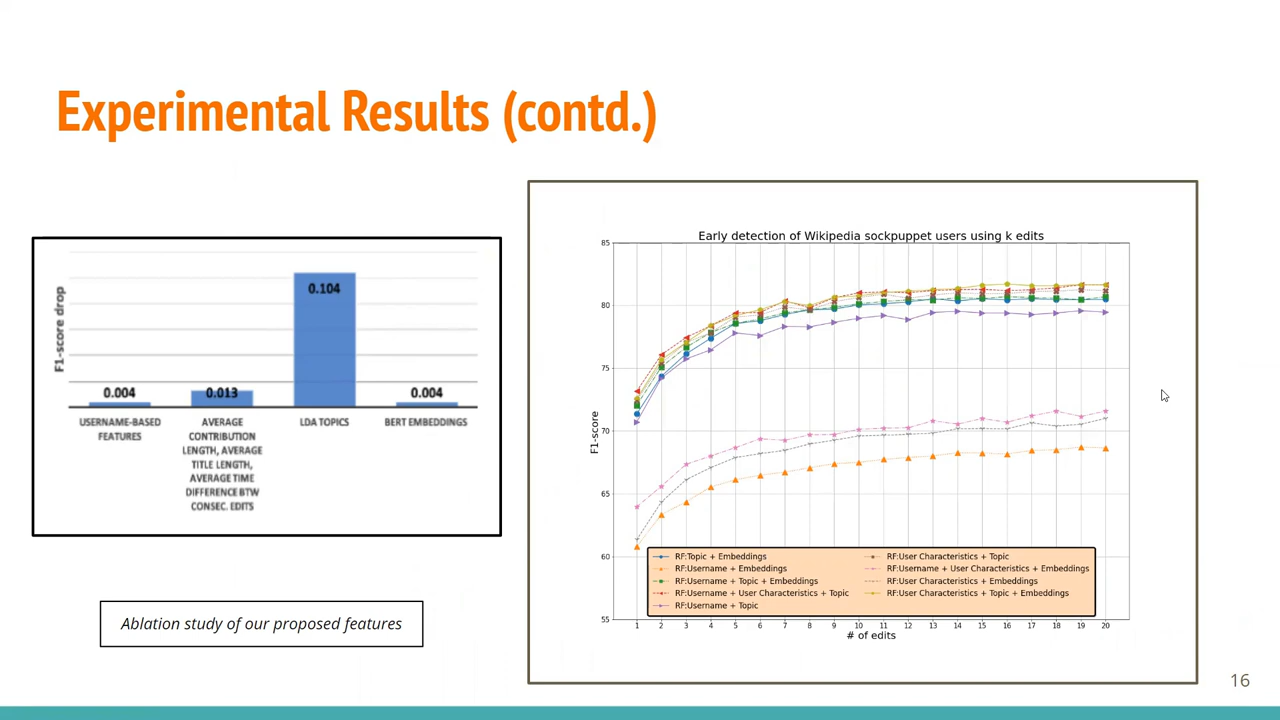 Experimental Results (contd.)
F1-score drop
0.004
0.013
0.104
0.004
USERNAME-BASED
FEATURES
AVERAGE
CONTRIBUTION
LENGTH, AVERAGE
TITLE LENGTH,
AVERAGE TIME
DIFFERENCE BTW
CONSEC. EDITS
LDA TOPICS
BERT EMBEDDINGS
Ablation study of our proposed features
Early detection of Wikipedia sockpuppet users using k edits
F1-score
85
80
75
70
65
60
55
RF:Topic + Embeddings
RF:Username + Embeddings
RF:Username + Topic + Embeddings
RF:Username + User Characteristics + Topic
RF:Username + Topic
RF:User Characteristics + Topic
RF:Username + User Characteristics + Embeddings
RF:User Characteristics + Embeddings
RF:User Characteristics + Topic + Embeddings
1 2 3 4 5 6 7 8 9 10 11 12 13 14 15 16 17 18 19 20
# of edits
16